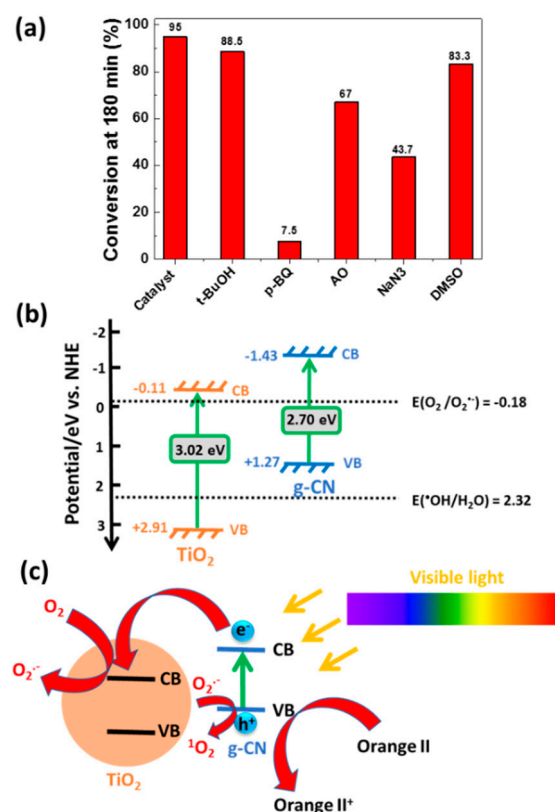 (a)
Conversion at 180 min (%)
100
80
60
40
20
0
95
88.5
7.5
67
43.7
83.3
Catalyst
t-BuOH
p-BQ
AO
NaN3
DMSO
(b)
Potential/eV vs. NHE
-2
-1
0
1
2
3
-1.43
CB
-0.11
CB
E(O₂ /O₂•⁻) = -0.18
2.70 eV
3.02 eV
+1.27
VB
g-CN
E(•OH/H₂O) = 2.32
+2.91
VB
TiO₂
(c)
Visible light
O₂
e⁻
CB
O₂·⁻
CB
O₂·⁻
VB
VB
h⁺
¹O₂
g-CN
Orange II
TiO₂
Orange II⁺